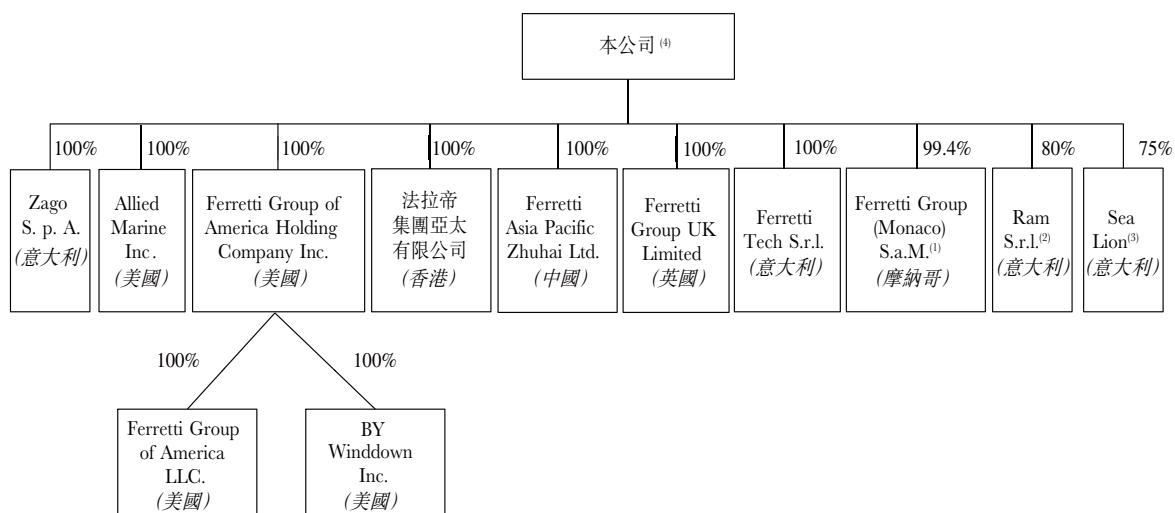 本公司(4)
100%
100%
100%
100%
100%
100%
100%
99.4%
80%
75%
Zago
S. p. A.
(意大利)
Allied
Marine
Inc.
(美國)
Ferretti Group of
America Holding
Company Inc.
(美國)
法拉帝
集團亞太
有限公司
(香港)
Ferretti
Asia Pacific
Zhuhai Ltd.
(中國)
Ferretti
Group UK
Limited
(英國)
Ferretti
Tech S.r.l.
(意大利)
Ferretti Group
(Monaco)
S.a.M.(1)
(摩納哥)
Ram
S.r.l.(2)
(意大利)
Sea
Lion(3)
(意大利)
100%
100%
Ferretti Group
of America
LLC.
(美國)
BY
Winddown
Inc.
(美國)